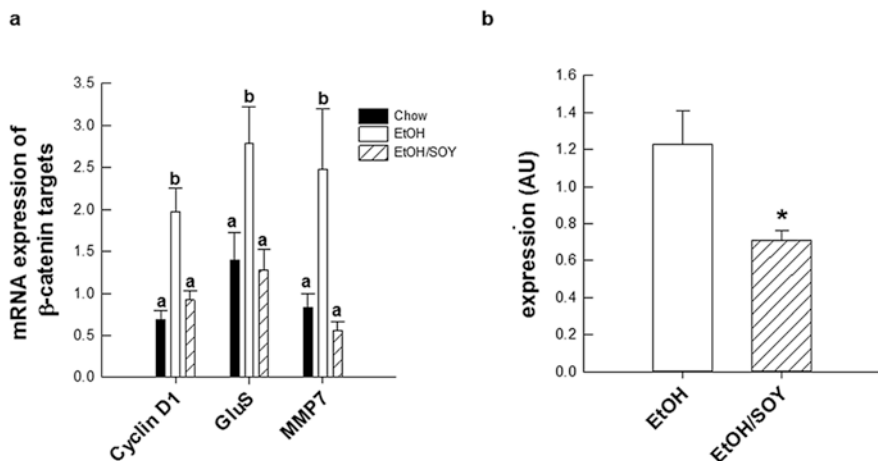 a
mRNA expression of
β-catenin targets
3.5
3.0
2.5
2.0
1.5
1.0
0.5
0.0
a
b
a
a
b
a
a
b
a
Cyclin D1
GluS
MMP7
Chow
EtOH
EtOH/SOY
b
expression (AU)
1.6
1.4
1.2
1.0
0.8
0.6
0.4
0.2
0.0
*
EtOH
EtOH/SOY